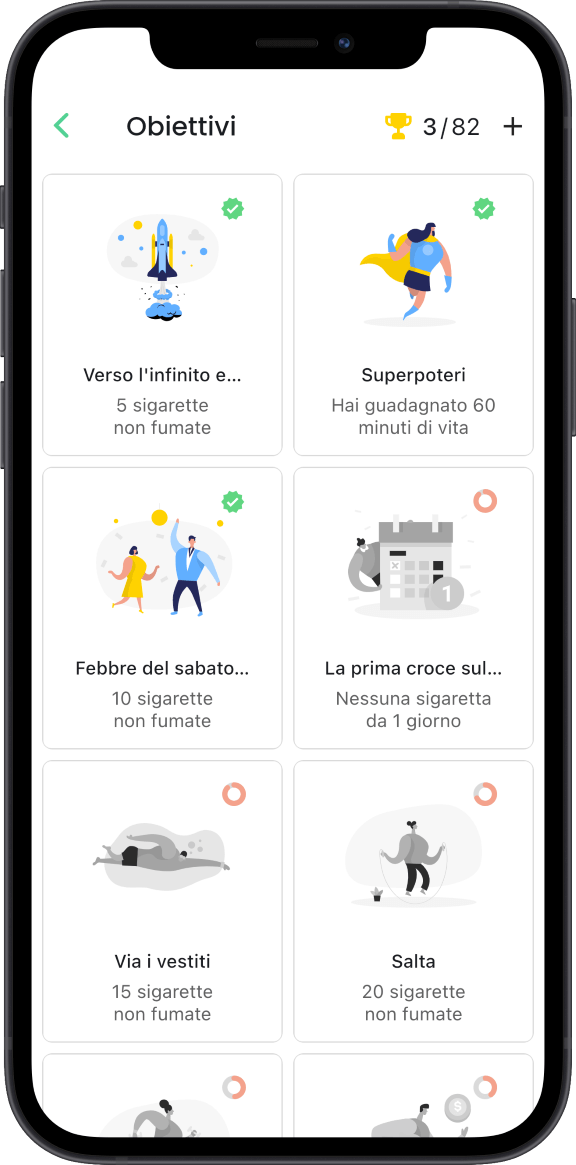 Obiettivi
3/82
Verso l'infinito e...
5 sigarette
non fumate
Superpoteri
Hai guadagnato 60
minuti di vita
Febbre del sabato...
10 sigarette
non fumate
1
La prima croce sul...
Nessuna sigaretta
da 1 giorno
Via i vestiti
15 sigarette
non fumate
Salta
20 sigarette
non fumate
$